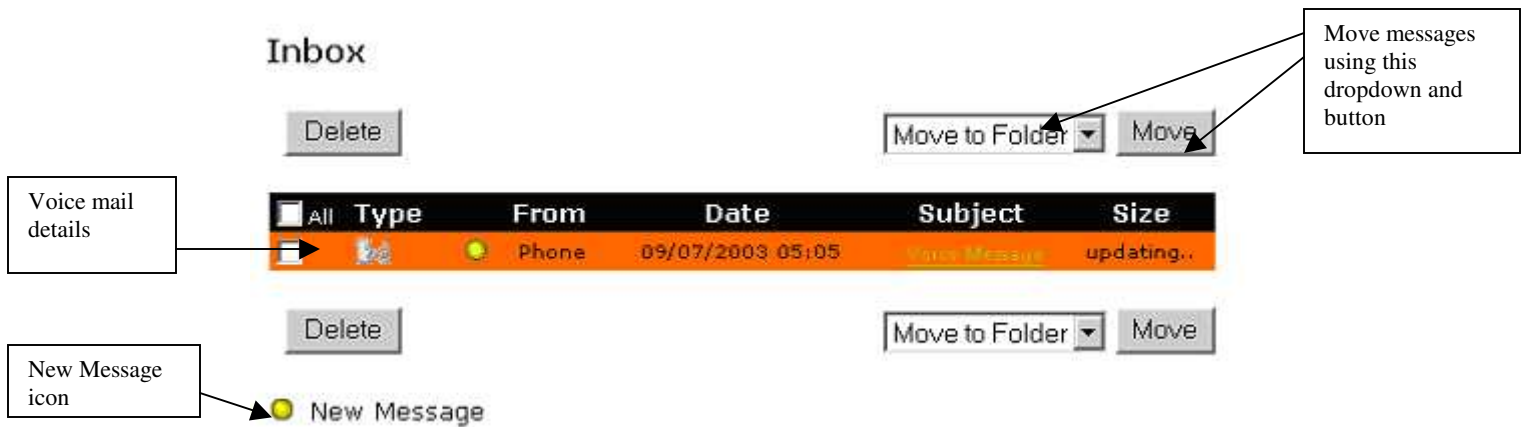 Inbox
Move messages
using this
dropdown and
button
Delete
Move to Folder
Move
Voice mail
details
All Type From Date Subject Size
Phone 09/07/2003 05:05 Voice Message updating..
Delete
Move to Folder
Move
New Message
icon
New Message